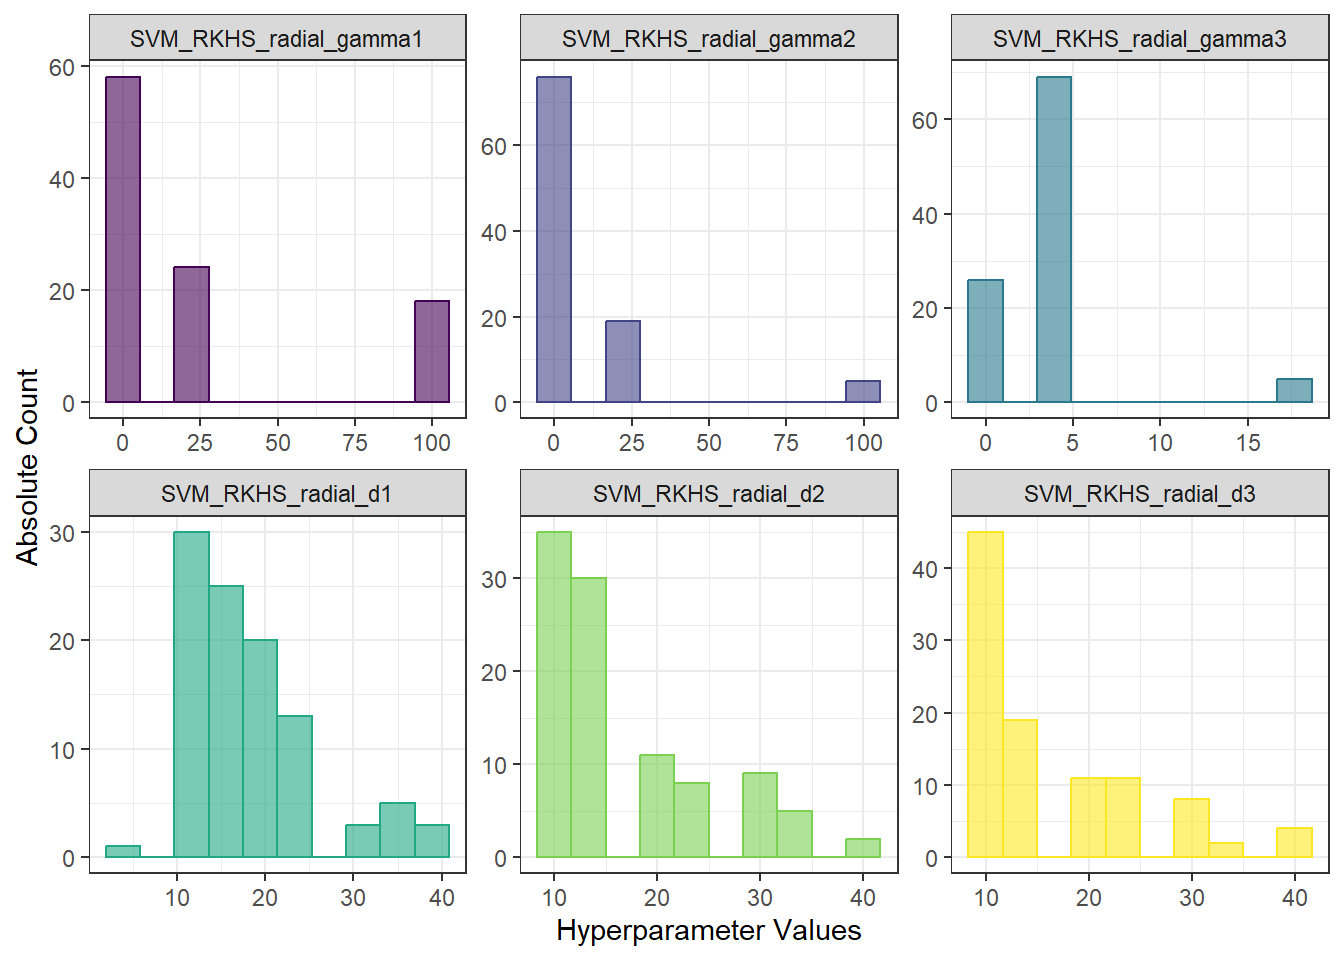 SVM_RKHS_radial_gamma1 SVM_RKHS_radial_gamma2 SVM_RKHS_radial_gamma3
60
40
20
0
60
40
20
0
60
40
20
0
0 25 50 75 100
0 25 50 75 100
0 5 10 15
Absolute Count
SVM_RKHS_radial_d1 SVM_RKHS_radial_d2 SVM_RKHS_radial_d3
30
20
10
0
30
20
10
0
40
30
20
10
0
10 20 30 40
10 20 30 40
10 20 30 40
Hyperparameter Values